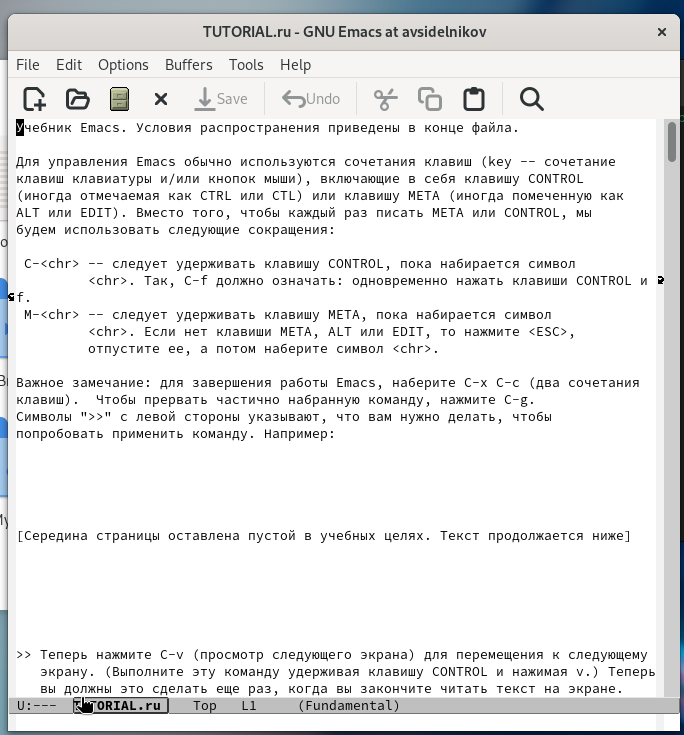 TUTORIAL.ru - GNU Emacs at avsidelnikov
File Edit Options Buffers Tools Help
Save Undo
Учебник Emacs. Условия распространения приведены в конце файла.
Для управления Emacs обычно используются сочетания клавиш (key -- сочетание
клавиш клавиатуры и/или кнопок мыши), включающие в себя клавишу CONTROL
(иногда отмечаемая как CTRL или CTL) или клавишу META (иногда помеченную как
ALT или EDIT). Вместо того, чтобы каждый раз писать META или CONTROL, мы
будем использовать следующие сокращения:
C-<chr> -- следует удерживать клавишу CONTROL, пока набирается символ
<chr>. Так, C-f должно означать: одновременно нажать клавиши CONTROL и
f.
M-<chr> -- следует удерживать клавишу META, пока набирается символ
<chr>. Если нет клавиши META, ALT или EDIT, то нажмите <ESC>,
отпустите ее, а потом наберите символ <chr>.
Важное замечание: для завершения работы Emacs, наберите C-x C-c (два сочетания
клавиш).  Чтобы прервать частично набранную команду, нажмите C-g.
Символы ">>" с левой стороны указывают, что вам нужно делать, чтобы
попробовать применить команду. Например:
[Середина страницы оставлена пустой в учебных целях. Текст продолжается ниже]
>> Теперь нажмите C-v (просмотр следующего экрана) для перемещения к следующему
экрану. (Выполните эту команду удерживая клавишу CONTROL и нажимая v.) Теперь
вы должны это сделать еще раз, когда вы закончите читать текст на экране.
U:--- TUTORIAL.ru Top L1 (Fundamental)